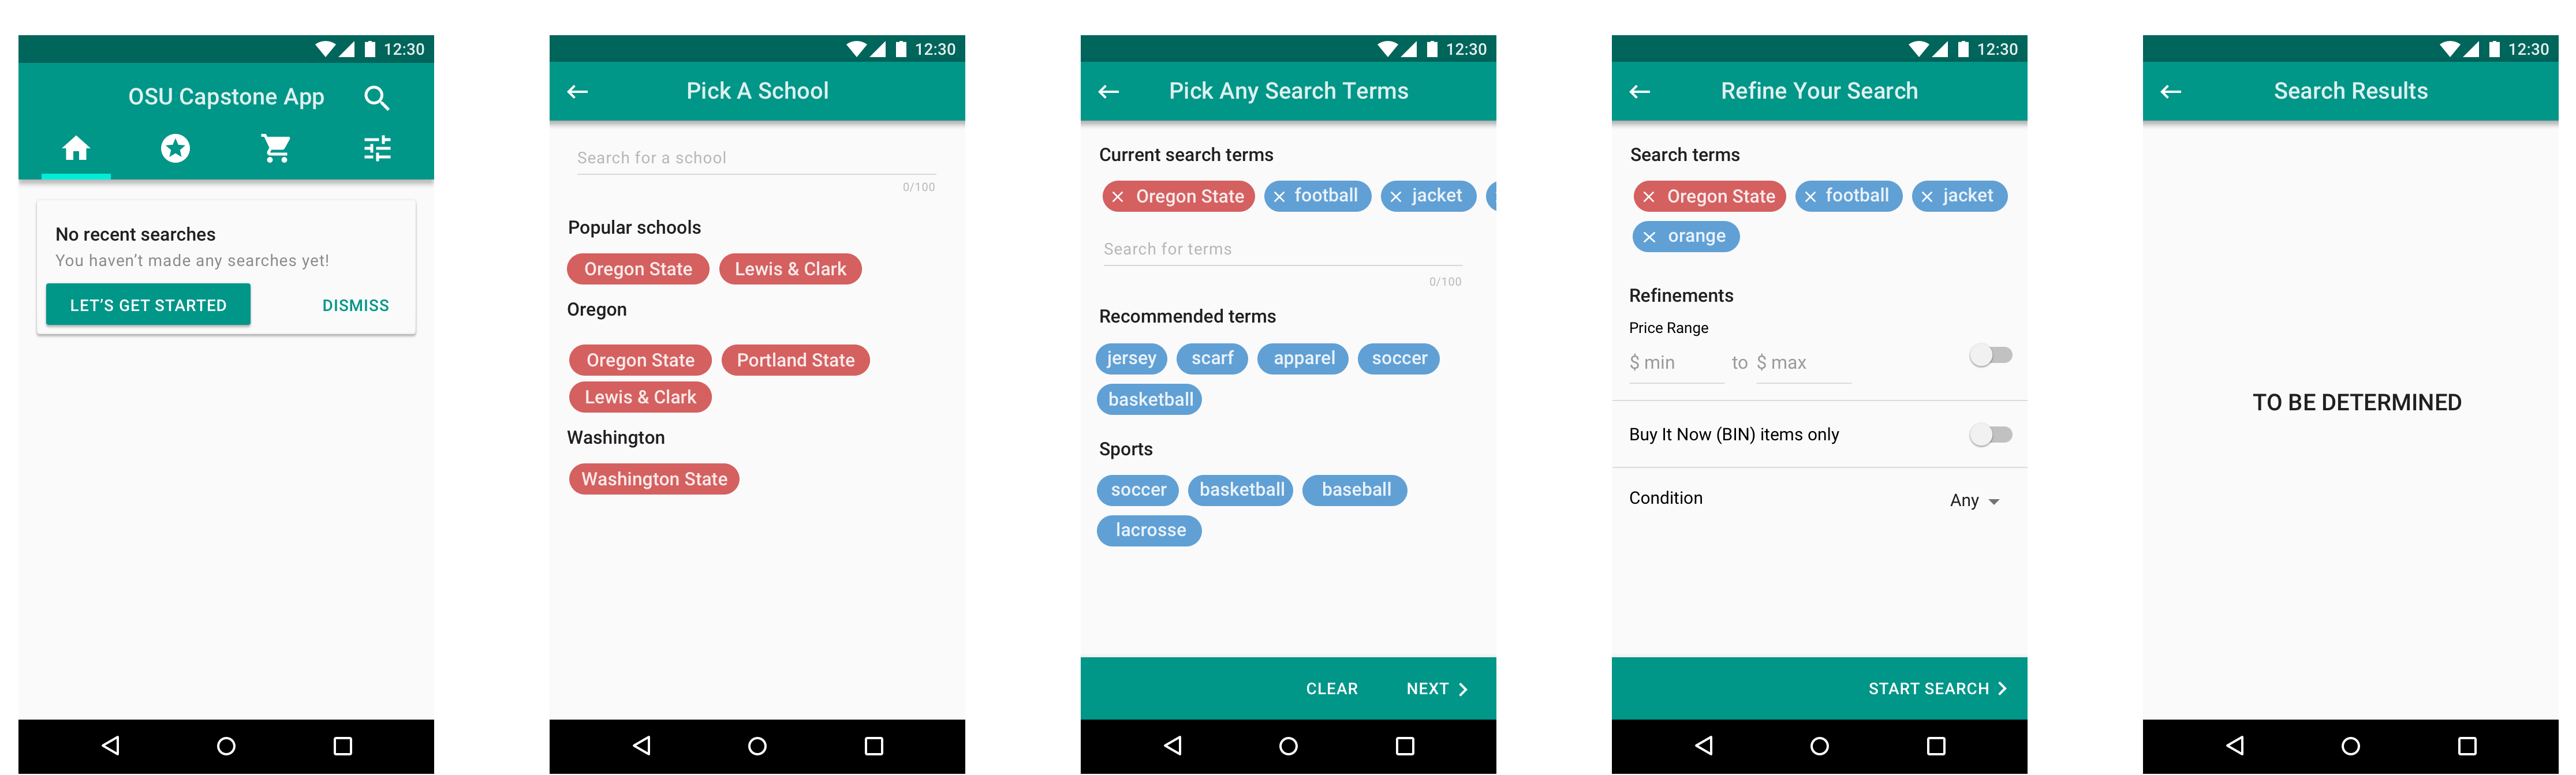 12:30
OSU Capstone App
No recent searches
You haven't made any searches yet!
LET'S GET STARTED DISMISS
12:30
Pick A School
Search for a school
0/100
Popular schools
Oregon State Lewis & Clark
Oregon
Oregon State Portland State
Lewis & Clark
Washington
Washington State
12:30
Pick Any Search Terms
Current search terms
Oregon State football jacket
Search for terms
0/100
Recommended terms
jersey scarf apparel soccer
basketball
Sports
soccer basketball baseball
lacrosse
CLEAR NEXT
12:30
Refine Your Search
Search terms
Oregon State football jacket
orange
Refinements
Price Range
$ min to $ max
Buy It Now (BIN) items only
Condition Any
START SEARCH
12:30
Search Results
TO BE DETERMINED